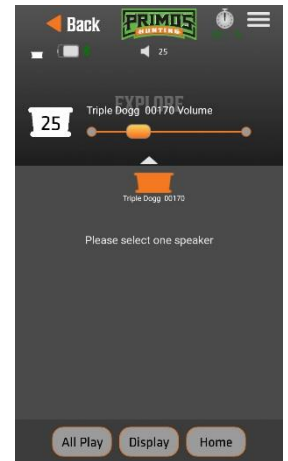 Back
PRIMOS
HUNTING
25
EXPLORE
Triple Dogg 00170 Volume
25
Triple Dogg 00170
Please select one speaker
All Play
Display
Home